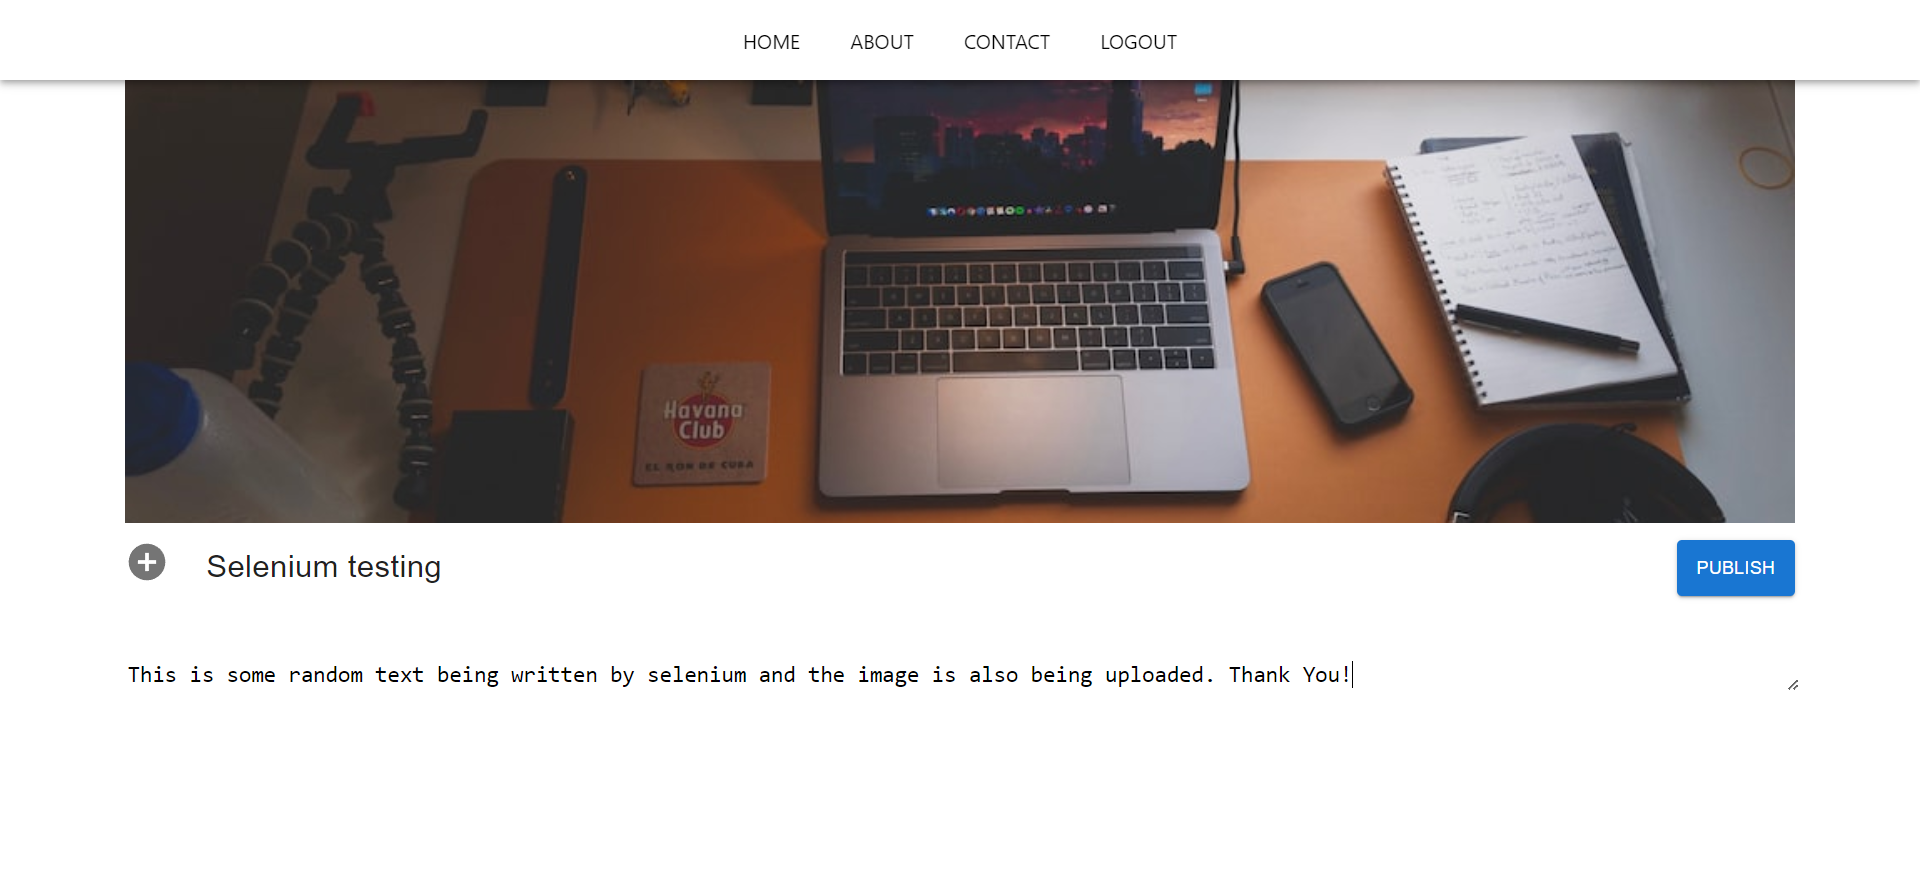 HOME ABOUT CONTACT LOGOUT
Havana
Club
EL RON DE CUBA
Selenium testing
PUBLISH
This is some random text being written by selenium and the image is also being uploaded. Thank You!